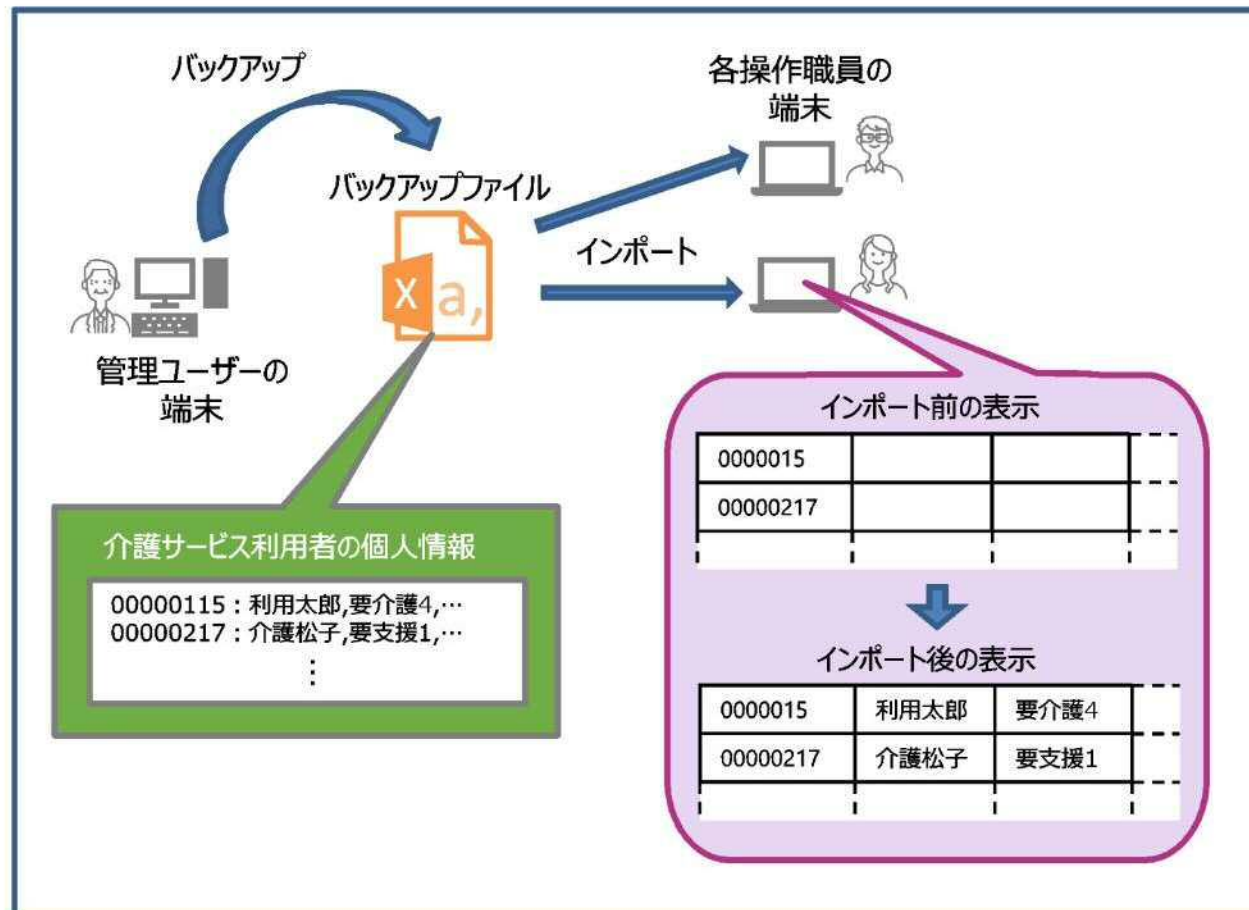 バックアップ
各操作職員の
端末
バックアップファイル
インポート
X a,
管理ユーザーの
端末
介護サービス利用者の個人情報
00000115：利用太郎,要介護4,…
00000217：介護松子,要支援1,…
⋮
インポート前の表示
0000015
00000217
インポート後の表示
0000015 利用太郎 要介護4
00000217 介護松子 要支援1